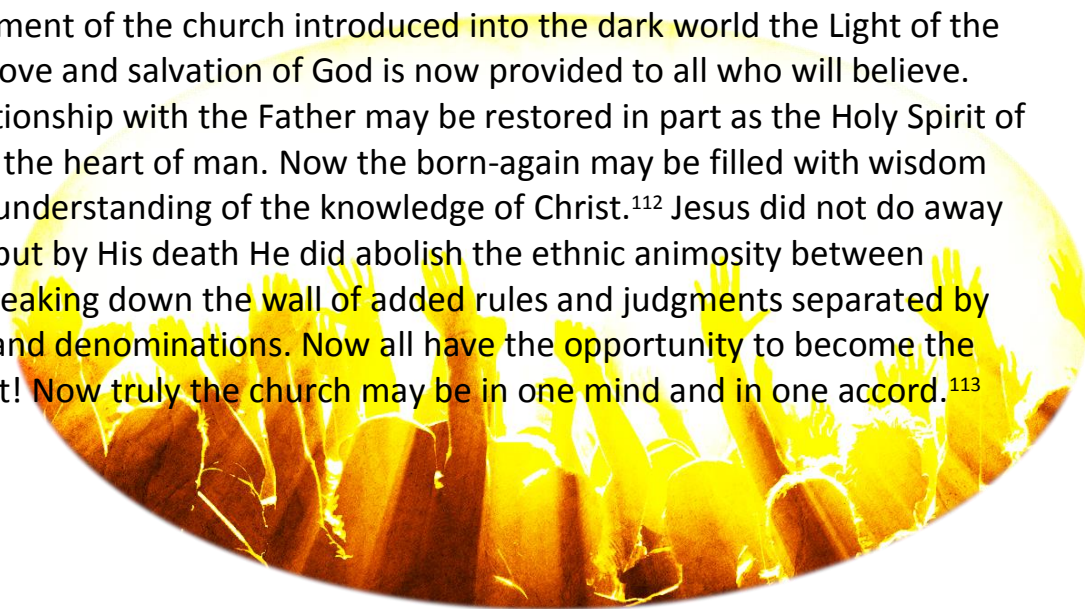 ment of the church introduced into the dark world the Light of the
ove and salvation of God is now provided to all who will believe.
tionship with the Father may be restored in part as the Holy Spirit of
the heart of man. Now the born-again may be filled with wisdom
understanding of the knowledge of Christ.¹¹² Jesus did not do away
but by His death He did abolish the ethnic animosity between
eaking down the wall of added rules and judgments separated by
and denominations. Now all have the opportunity to become the
t! Now truly the church may be in one mind and in one accord.¹¹³